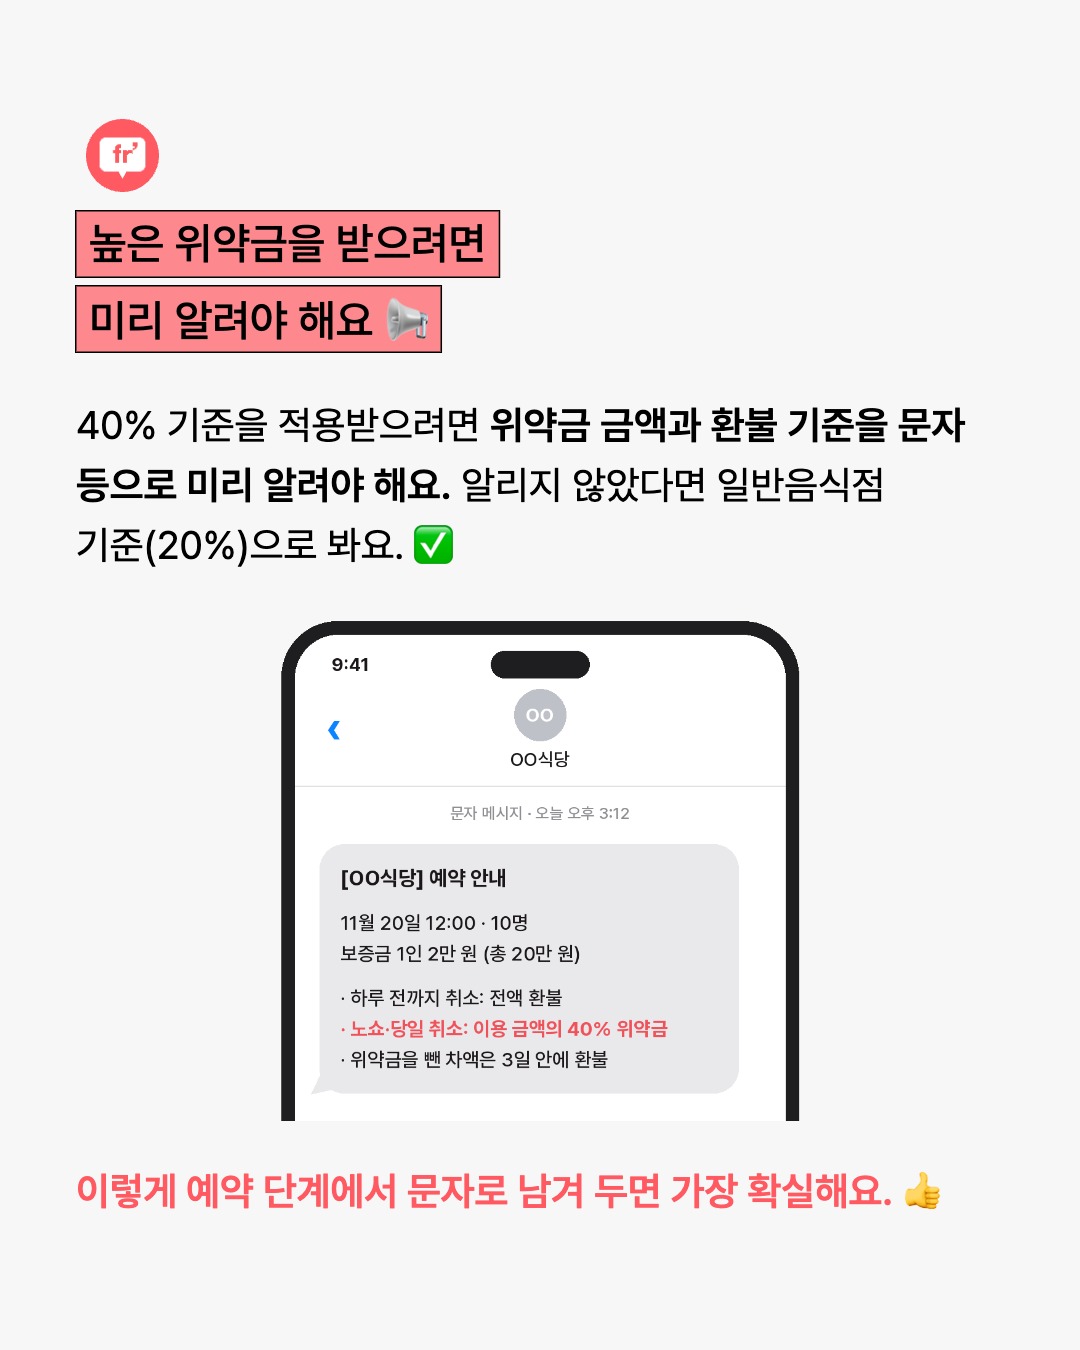 fr’
높은 위약금을 받으려면
미리 알려야 해요 📢
40% 기준을 적용받으려면 위약금 금액과 환불 기준을 문자
등으로 미리 알려야 해요. 알리지 않았다면 일반음식점
기준(20%)으로 봐요. ✅
9:41
OO
OO식당
문자 메시지 · 오늘 오후 3:12
[OO식당] 예약 안내
11월 20일 12:00 · 10명
보증금 1인 2만 원 (총 20만 원)
· 하루 전까지 취소: 전액 환불
· 노쇼·당일 취소: 이용 금액의 40% 위약금
· 위약금을 뺀 차액은 3일 안에 환불
이렇게 예약 단계에서 문자로 남겨 두면 가장 확실해요. 👍